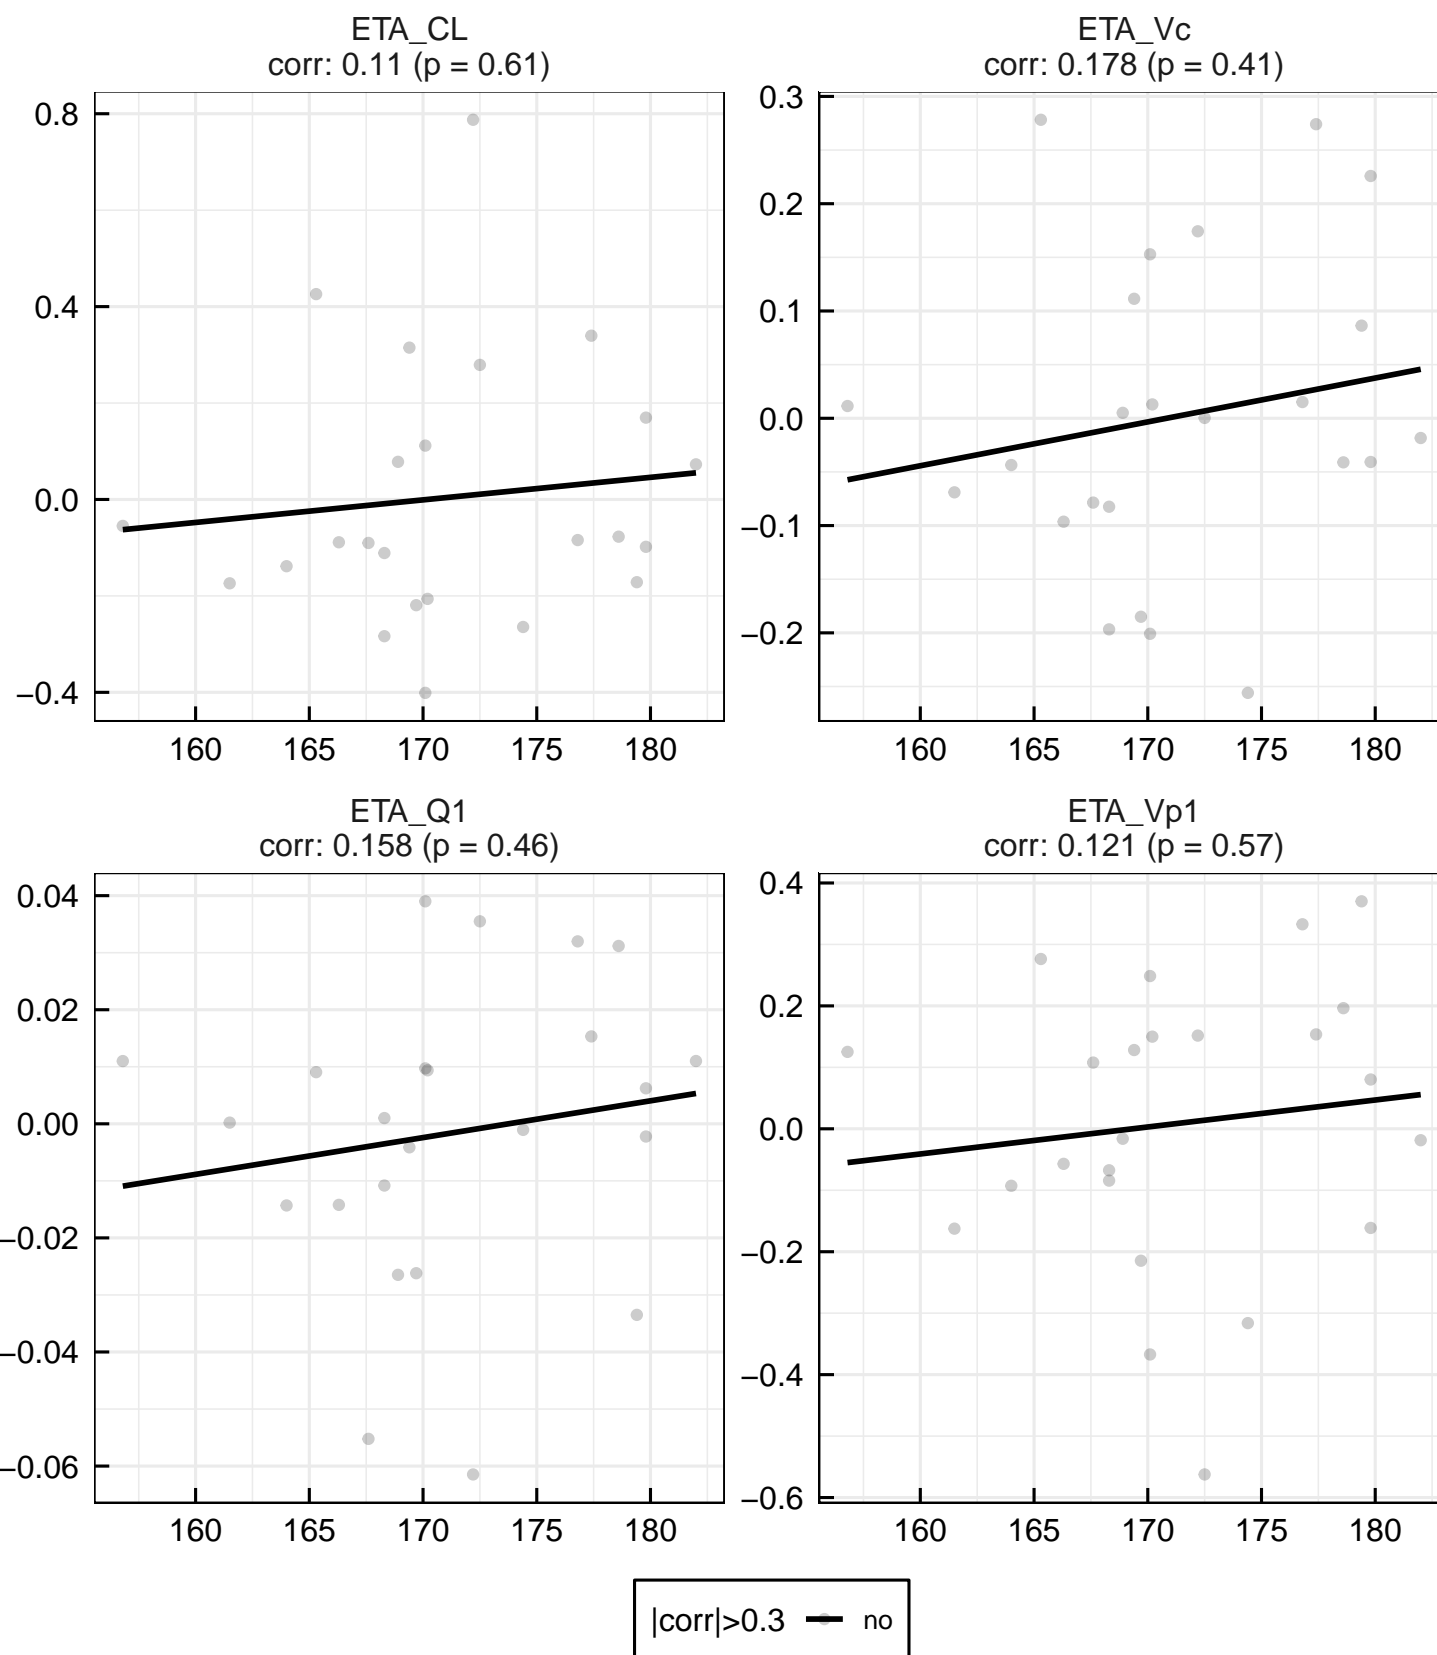 ETA_CL
corr: 0.11 (p = 0.61)
0.8
0.4
0.0
−0.4
160 165 170 175 180
ETA_Vc
corr: 0.178 (p = 0.41)
0.3
0.2
0.1
0.0
−0.1
−0.2
160 165 170 175 180
ETA_Q1
corr: 0.158 (p = 0.46)
0.04
0.02
0.00
−0.02
−0.04
−0.06
160 165 170 175 180
ETA_Vp1
corr: 0.121 (p = 0.57)
0.4
0.2
0.0
−0.2
−0.4
−0.6
160 165 170 175 180
|corr|>0.3 no